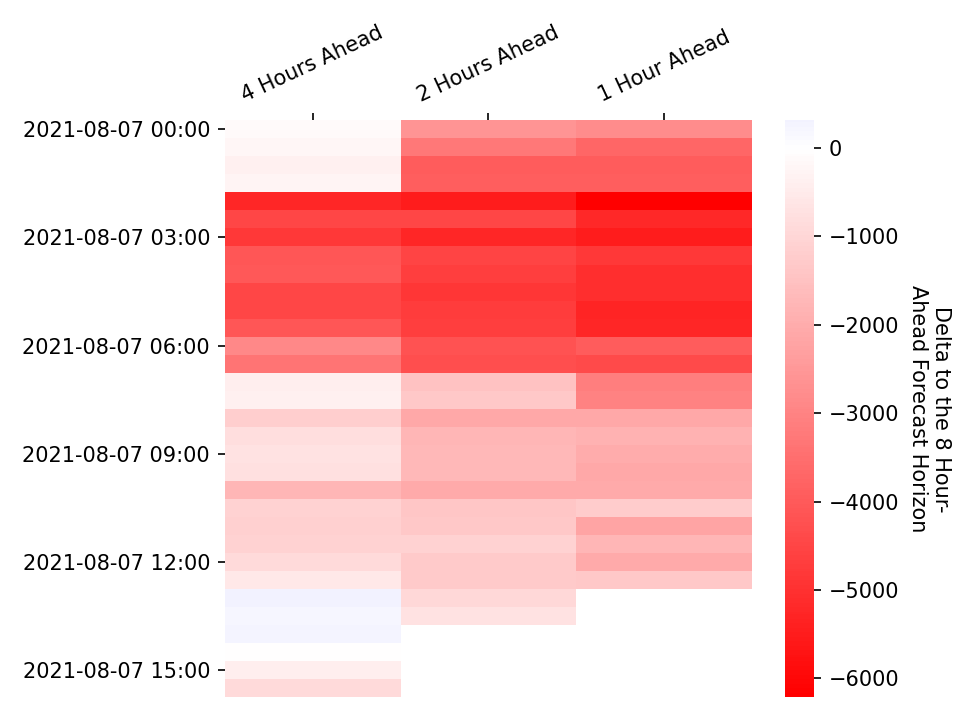 4 Hours Ahead
2 Hours Ahead
1 Hour Ahead
2021-08-07 00:00
2021-08-07 03:00
2021-08-07 06:00
2021-08-07 09:00
2021-08-07 12:00
2021-08-07 15:00
0
−1000
−2000
−3000
−4000
−5000
−6000
Delta to the 8 Hour-
Ahead Forecast Horizon